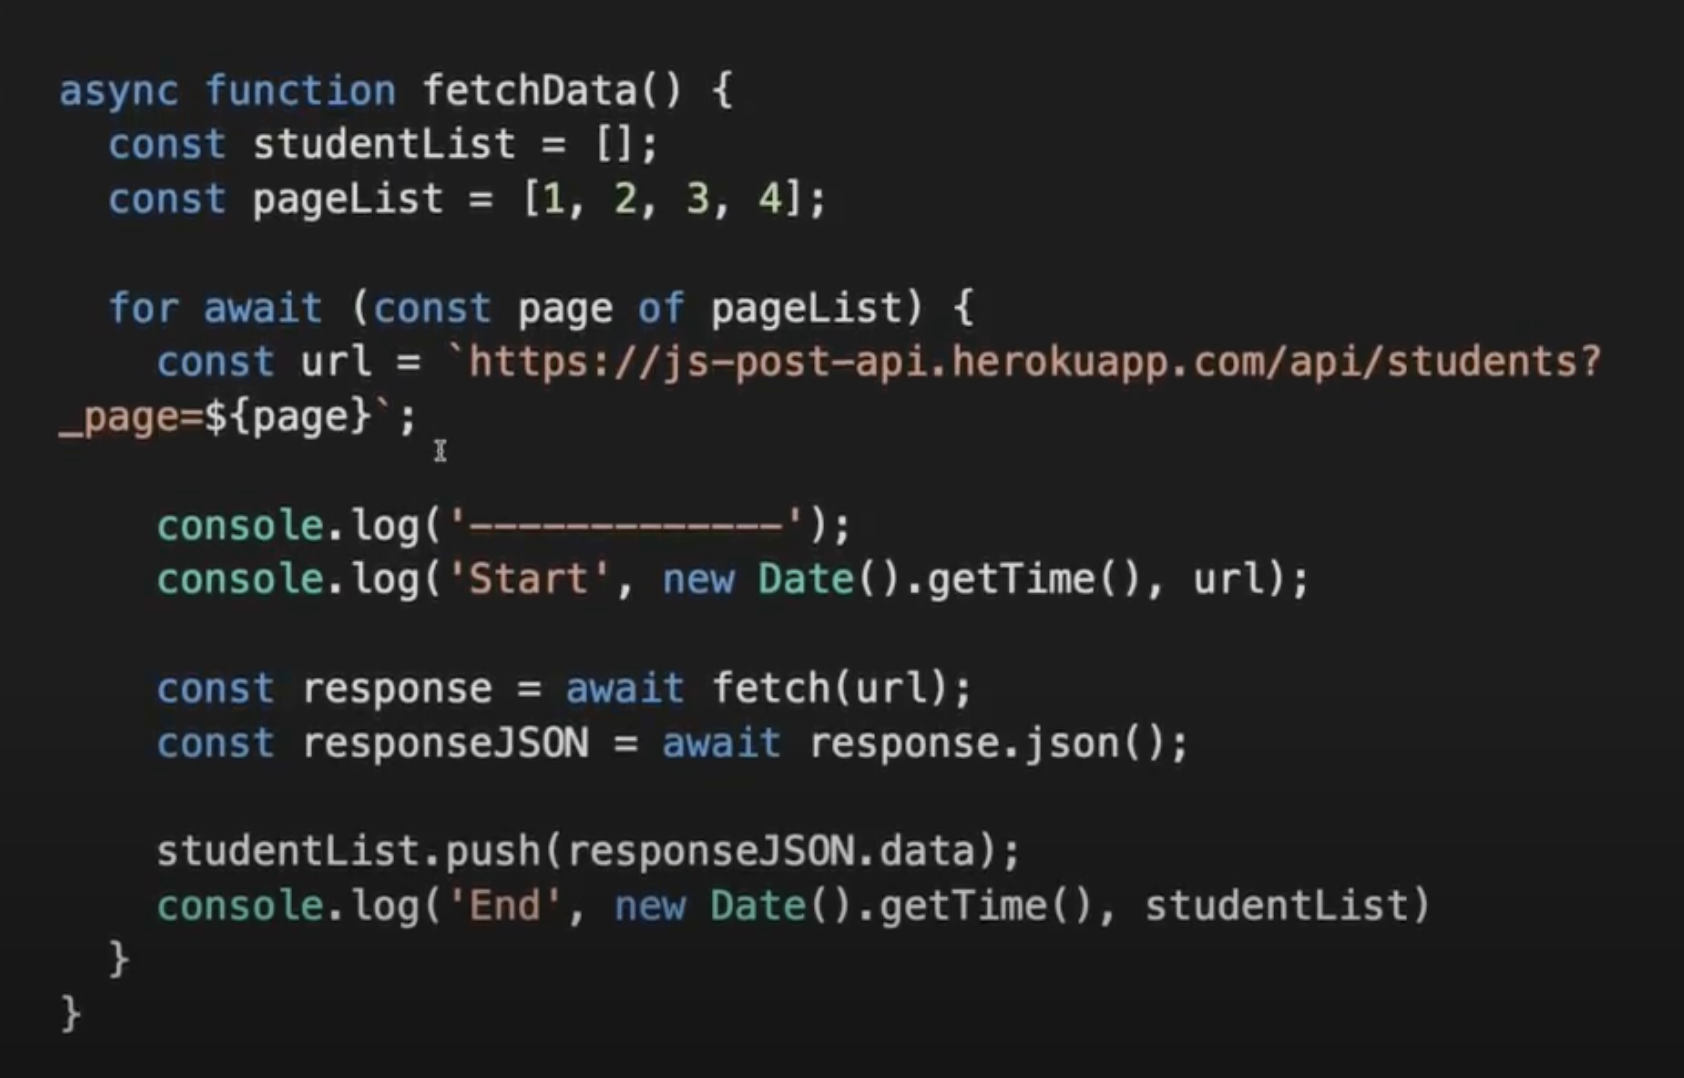 async function fetchData() {
  const studentList = [];
  const pageList = [1, 2, 3, 4];

  for await (const page of pageList) {
    const url = `https://js-post-api.herokuapp.com/api/students?
_page=${page}`;

    console.log('-------------');
    console.log('Start', new Date().getTime(), url);

    const response = await fetch(url);
    const responseJSON = await response.json();

    studentList.push(responseJSON.data);
    console.log('End', new Date().getTime(), studentList)
  }
}